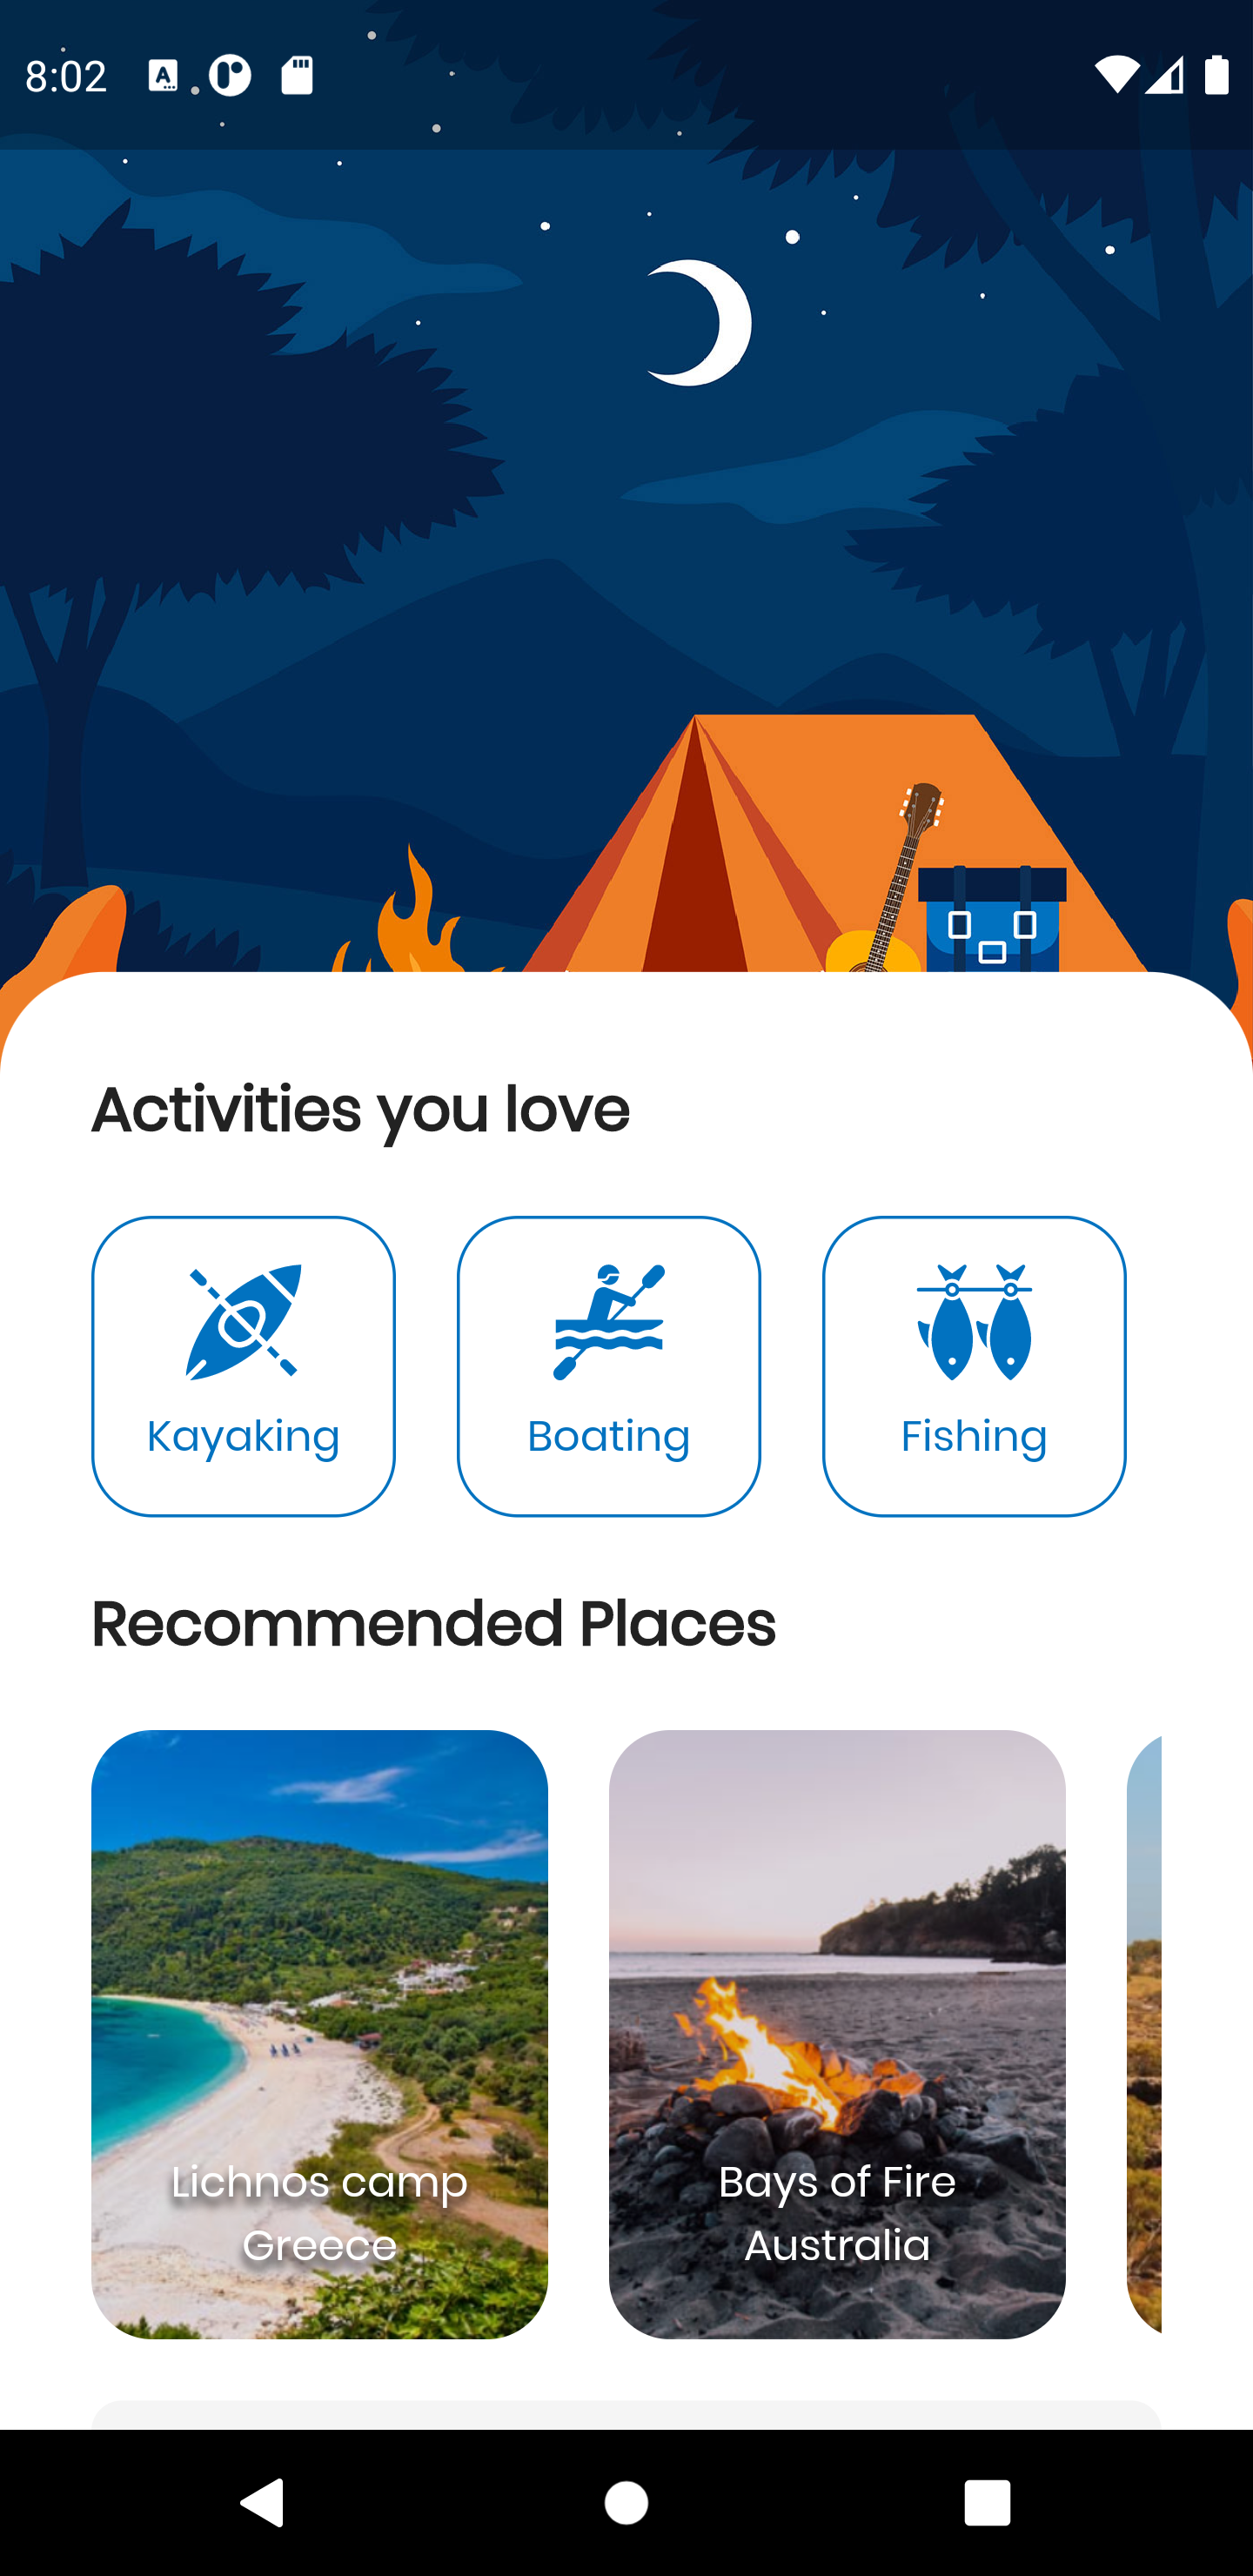 8:02
Activities you love
Kayaking
Boating
Fishing
Recommended Places
Lichnos camp
Greece
Bays of Fire
Australia